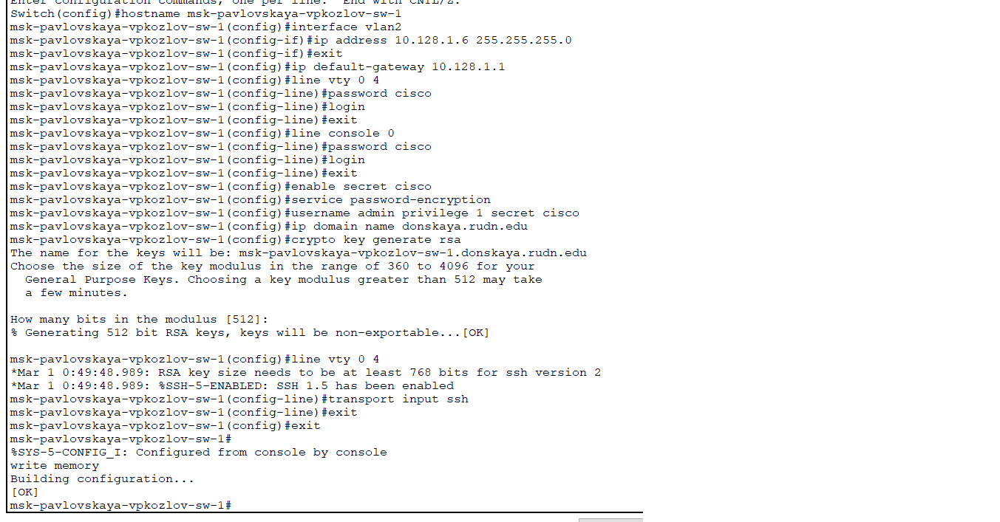 Enter configuration commands, one per line.  End with CNTL/Z.
Switch(config)#hostname msk-pavlovskaya-vpkozlov-sw-1
msk-pavlovskaya-vpkozlov-sw-1(config)#interface vlan2
msk-pavlovskaya-vpkozlov-sw-1(config-if)#ip address 10.128.1.6 255.255.255.0
msk-pavlovskaya-vpkozlov-sw-1(config-if)#exit
msk-pavlovskaya-vpkozlov-sw-1(config)#ip default-gateway 10.128.1.1
msk-pavlovskaya-vpkozlov-sw-1(config)#line vty 0 4
msk-pavlovskaya-vpkozlov-sw-1(config-line)#password cisco
msk-pavlovskaya-vpkozlov-sw-1(config-line)#login
msk-pavlovskaya-vpkozlov-sw-1(config-line)#exit
msk-pavlovskaya-vpkozlov-sw-1(config)#line console 0
msk-pavlovskaya-vpkozlov-sw-1(config-line)#password cisco
msk-pavlovskaya-vpkozlov-sw-1(config-line)#login
msk-pavlovskaya-vpkozlov-sw-1(config-line)#exit
msk-pavlovskaya-vpkozlov-sw-1(config)#enable secret cisco
msk-pavlovskaya-vpkozlov-sw-1(config)#service password-encryption
msk-pavlovskaya-vpkozlov-sw-1(config)#username admin privilege 1 secret cisco
msk-pavlovskaya-vpkozlov-sw-1(config)#ip domain name donskaya.rudn.edu
msk-pavlovskaya-vpkozlov-sw-1(config)#crypto key generate rsa
The name for the keys will be: msk-pavlovskaya-vpkozlov-sw-1.donskaya.rudn.edu
Choose the size of the key modulus in the range of 360 to 4096 for your
  General Purpose Keys. Choosing a key modulus greater than 512 may take
  a few minutes.
How many bits in the modulus [512]:
% Generating 512 bit RSA keys, keys will be non-exportable...[OK]
msk-pavlovskaya-vpkozlov-sw-1(config)#line vty 0 4
*Mar 1 0:49:48.989: RSA key size needs to be at least 768 bits for ssh version 2
*Mar 1 0:49:48.989: %SSH-5-ENABLED: SSH 1.5 has been enabled
msk-pavlovskaya-vpkozlov-sw-1(config-line)#transport input ssh
msk-pavlovskaya-vpkozlov-sw-1(config-line)#exit
msk-pavlovskaya-vpkozlov-sw-1(config)#exit
msk-pavlovskaya-vpkozlov-sw-1#
%SYS-5-CONFIG_I: Configured from console by console
write memory
Building configuration...
[OK]
msk-pavlovskaya-vpkozlov-sw-1#